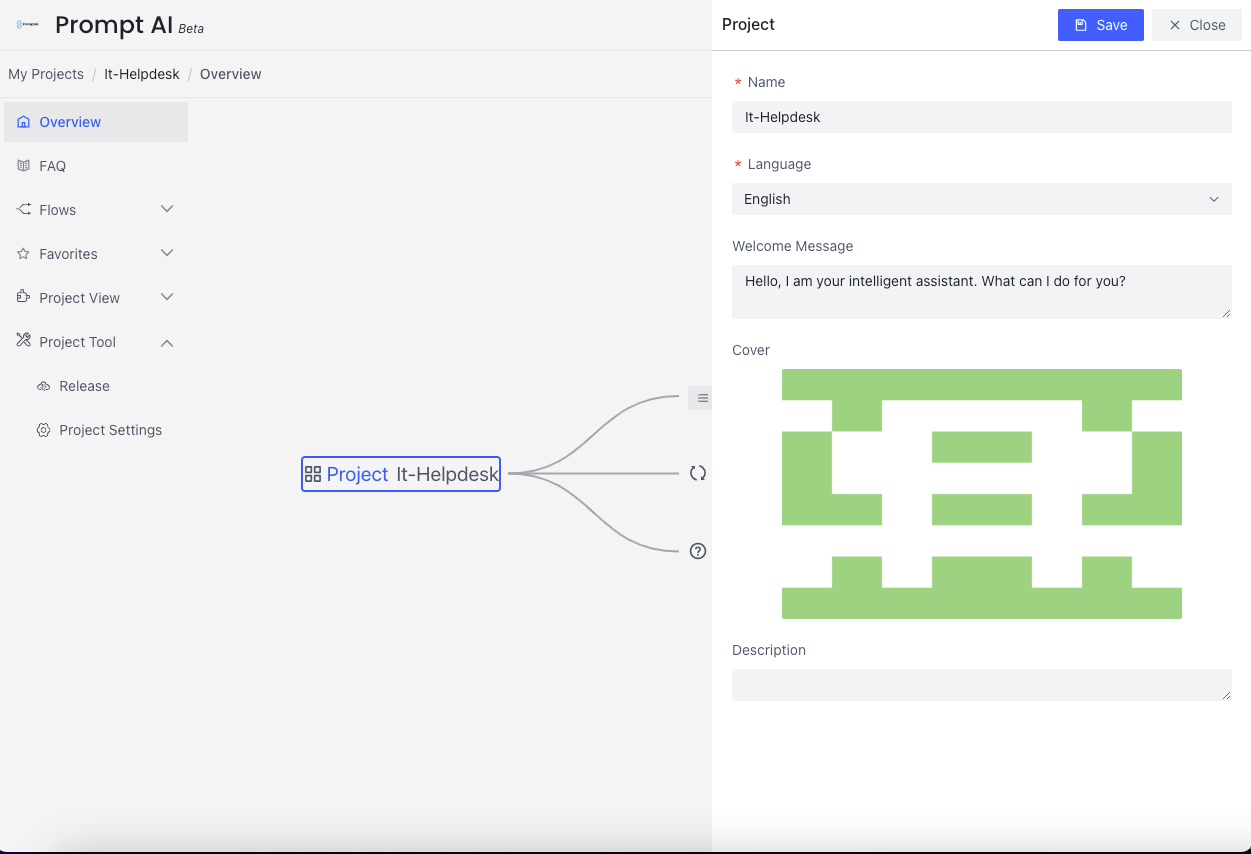 Prompt AI Beta
My Projects / It-Helpdesk / Overview
Overview
FAQ
Flows
Favorites
Project View
Project Tool
Release
Project Settings
Project It-Helpdesk
Project
Save
Close
* Name
It-Helpdesk
* Language
English
Welcome Message
Hello, I am your intelligent assistant. What can I do for you?
Cover
Description